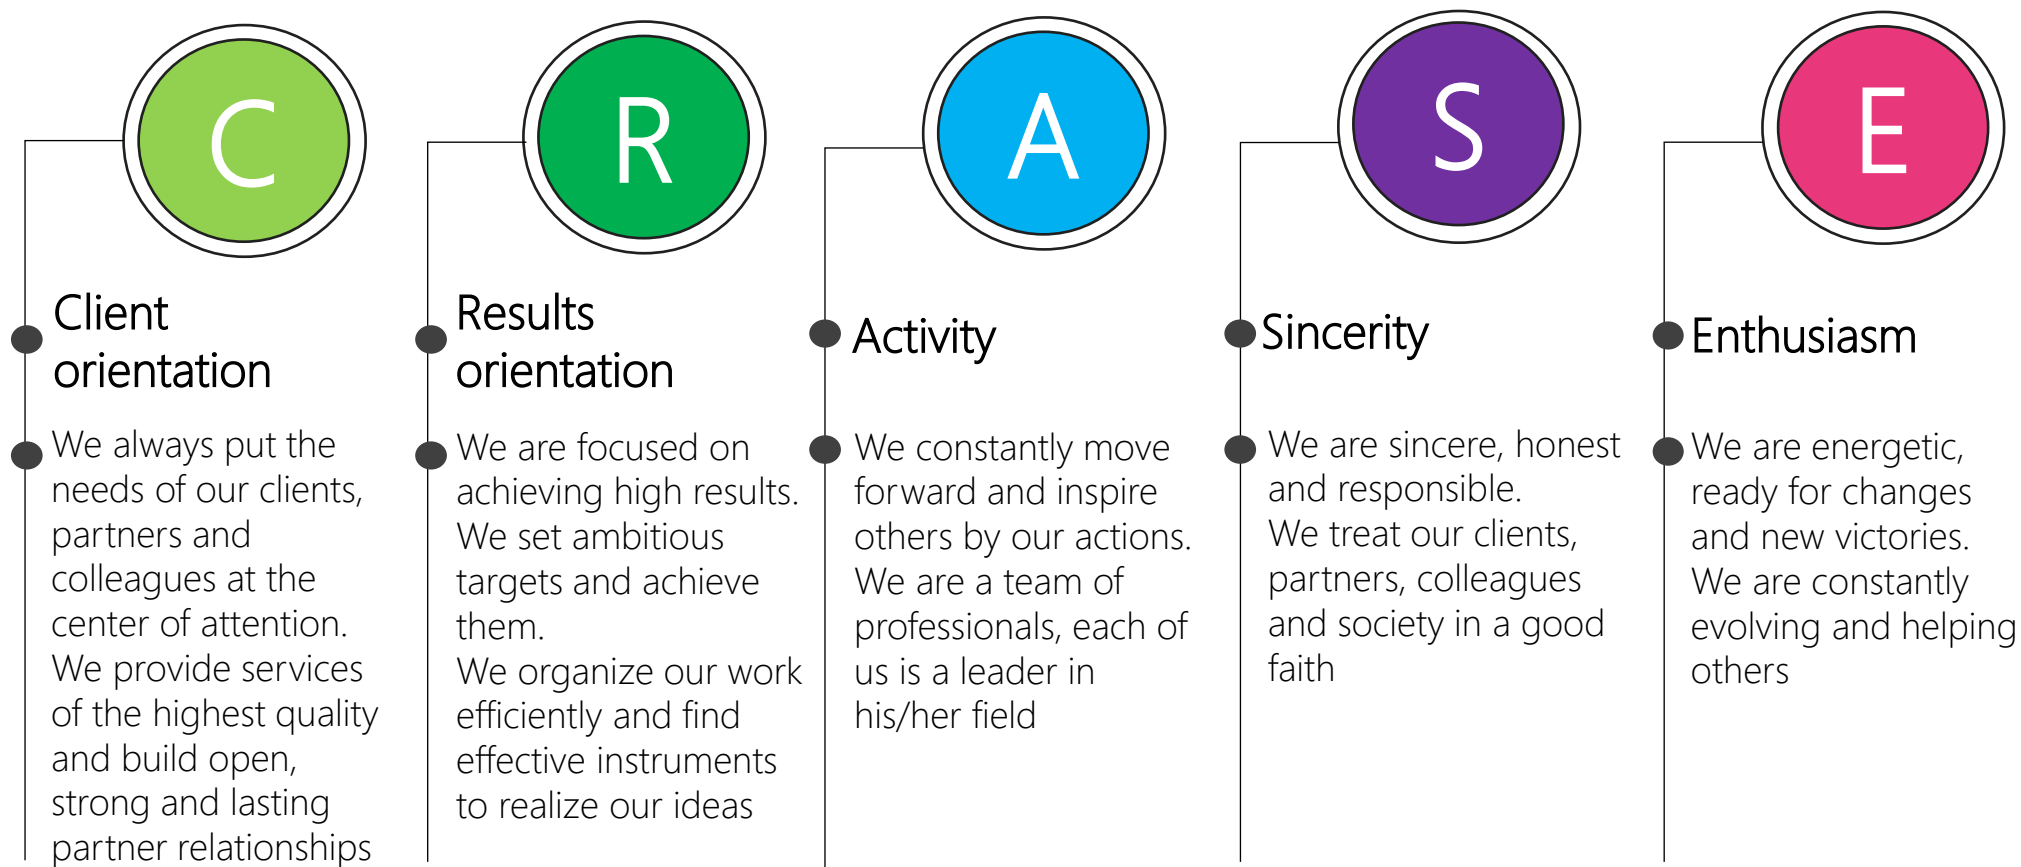 C
Client
orientation
We always put the
needs of our clients,
partners and
colleagues at the
center of attention.
We provide services
of the highest quality
and build open,
strong and lasting
partner relationships
R
Results
orientation
We are focused on
achieving high results.
We set ambitious
targets and achieve
them.
We organize our work
efficiently and find
effective instruments
to realize our ideas
A
Activity
We constantly move
forward and inspire
others by our actions.
We are a team of
professionals, each of
us is a leader in
his/her field
S
Sincerity
We are sincere, honest
and responsible.
We treat our clients,
partners, colleagues
and society in a good
faith
E
Enthusiasm
We are energetic,
ready for changes
and new victories.
We are constantly
evolving and helping
others